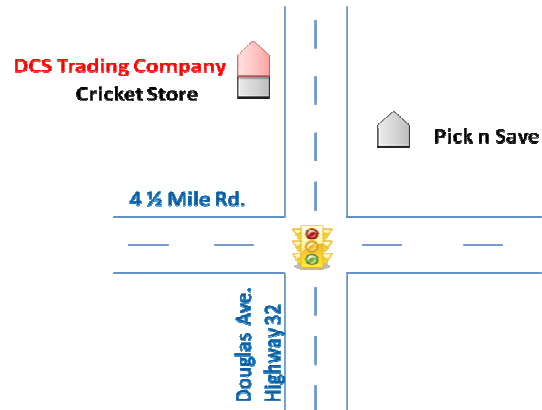 DCS Trading Company
Cricket Store
Pick n Save
4 ½ Mile Rd.
Douglas Ave.
Highway 32